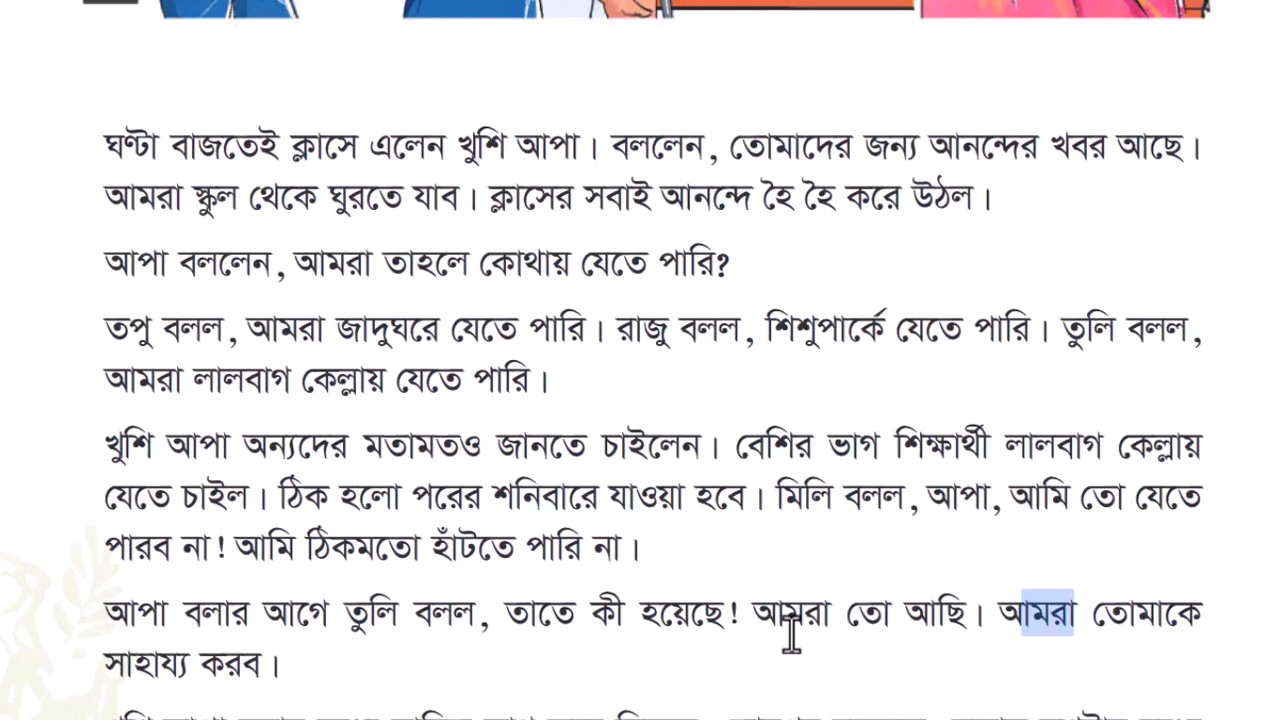 ঘণ্টা বাজতেই ক্লাসে এলেন খুশি আপা। বললেন, তোমাদের জন্য আনন্দের খবর আছে।
আমরা স্কুল থেকে ঘুরতে যাব। ক্লাসের সবাই আনন্দে হৈ হৈ করে উঠল।
আপা বললেন, আমরা তাহলে কোথায় যেতে পারি?
তপু বলল, আমরা জাদুঘরে যেতে পারি। রাজু বলল, শিশুপার্কে যেতে পারি। তুলি বলল,
আমরা লালবাগ কেল্লায় যেতে পারি।
খুশি আপা অন্যদের মতামতও জানতে চাইলেন। বেশির ভাগ শিক্ষার্থী লালবাগ কেল্লায়
যেতে চাইল। ঠিক হলো পরের শনিবারে যাওয়া হবে। মিলি বলল, আপা, আমি তো যেতে
পারব না! আমি ঠিকমতো হাঁটতে পারি না।
আপা বলার আগে তুলি বলল, তাতে কী হয়েছে! আমরা তো আছি। আমরা তোমাকে
সাহায্য করব।